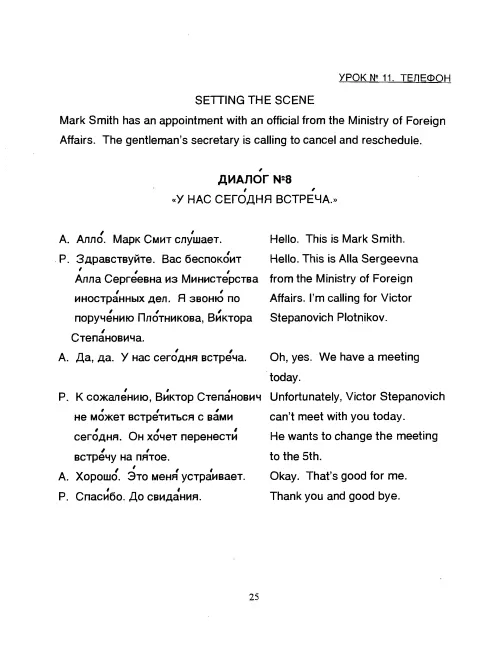 УРОК № 11. ТЕЛЕФОН
SETTING THE SCENE
Mark Smith has an appointment with an official from the Ministry of Foreign
Affairs. The gentleman's secretary is calling to cancel and reschedule.
ДИАЛО́Г №8
«У НАС СЕГО́ДНЯ ВСТРЕ́ЧА.»
А. Алло́. Марк Смит слу́шает. Hello. This is Mark Smith.
Р. Здравствуйте. Вас беспоко́ит Hello. This is Alla Sergeevna
А́лла Серге́евна из Министе́рства from the Ministry of Foreign
иностра́нных дел. Я звоню́ по Affairs. I'm calling for Victor
поруче́нию Пло́тникова, Ви́ктора Stepanovich Plotnikov.
Степа́новича.
А. Да, да. У нас сего́дня встре́ча. Oh, yes. We have a meeting
today.
Р. К сожале́нию, Ви́ктор Степа́нович Unfortunately, Victor Stepanovich
не мо́жет встре́титься с ва́ми can't meet with you today.
сего́дня. Он хо́чет перенести́ He wants to change the meeting
встре́чу на пя́тое. to the 5th.
А. Хорошо́. Э́то меня́ устра́ивает. Okay. That's good for me.
Р. Спаси́бо. До свида́ния. Thank you and good bye.
25